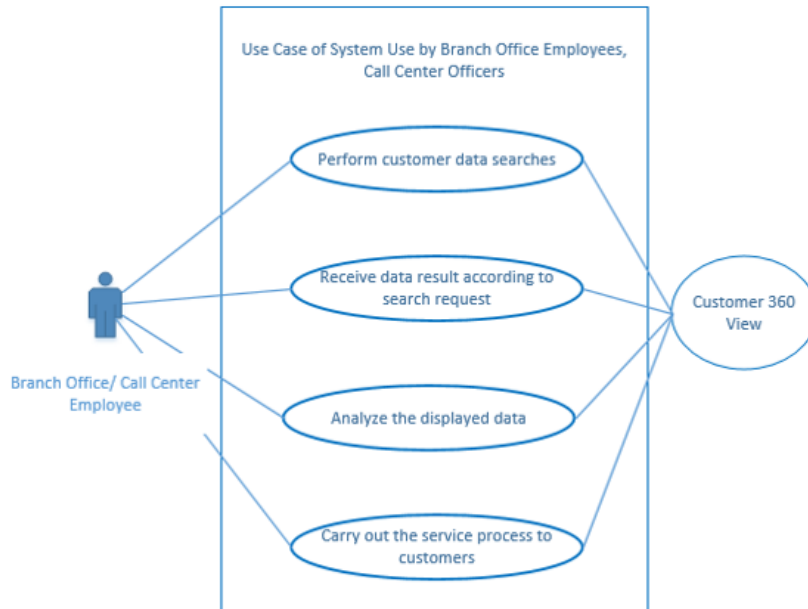 Use Case of System Use by Branch Office Employees,
Call Center Officers
Perform customer data searches
Receive data result according to
search request
Customer 360
View
Branch Office/ Call Center
Employee
Analyze the displayed data
Carry out the service process to
customers